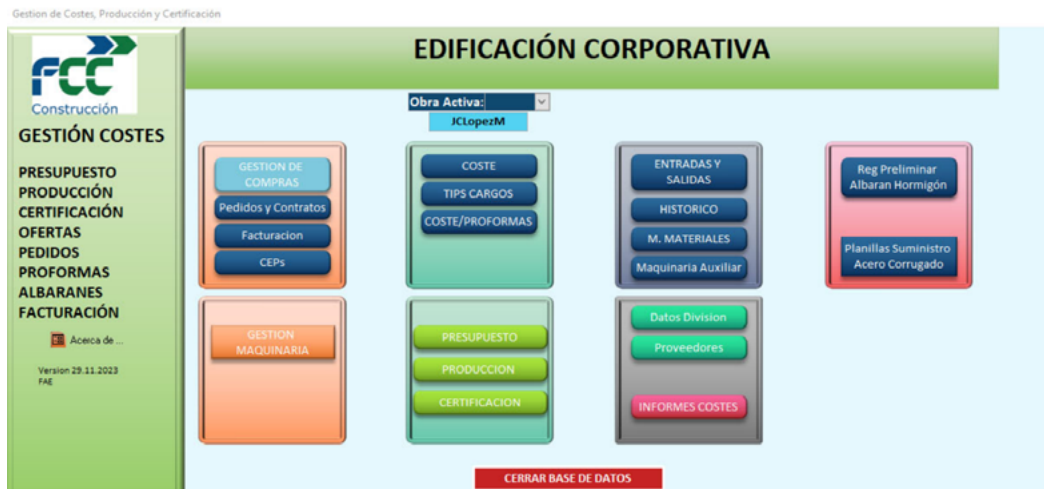 Gestion de Costes, Producción y Certificación
EDIFICACIÓN CORPORATIVA
FCC
Construcción
GESTIÓN COSTES
PRESUPUESTO
PRODUCCIÓN
CERTIFICACIÓN
OFERTAS
PEDIDOS
PROFORMAS
ALBARANES
FACTURACIÓN
Acerca de ...
Version 29.11.2023
FAE
Obra Activa:
JCLopezM
GESTION DE
COMPRAS
Pedidos y Contratos
Facturacion
CEPs
COSTE
TIPS CARGOS
COSTE/PROFORMAS
ENTRADAS Y
SALIDAS
HISTORICO
M. MATERIALES
Maquinaria Auxiliar
Reg Preliminar
Albaran Hormigón
Planillas Suministro
Acero Corrugado
GESTION
MAQUINARIA
PRESUPUESTO
PRODUCCION
CERTIFICACION
Datos Division
Proveedores
INFORMES COSTES
CERRAR BASE DE DATOS